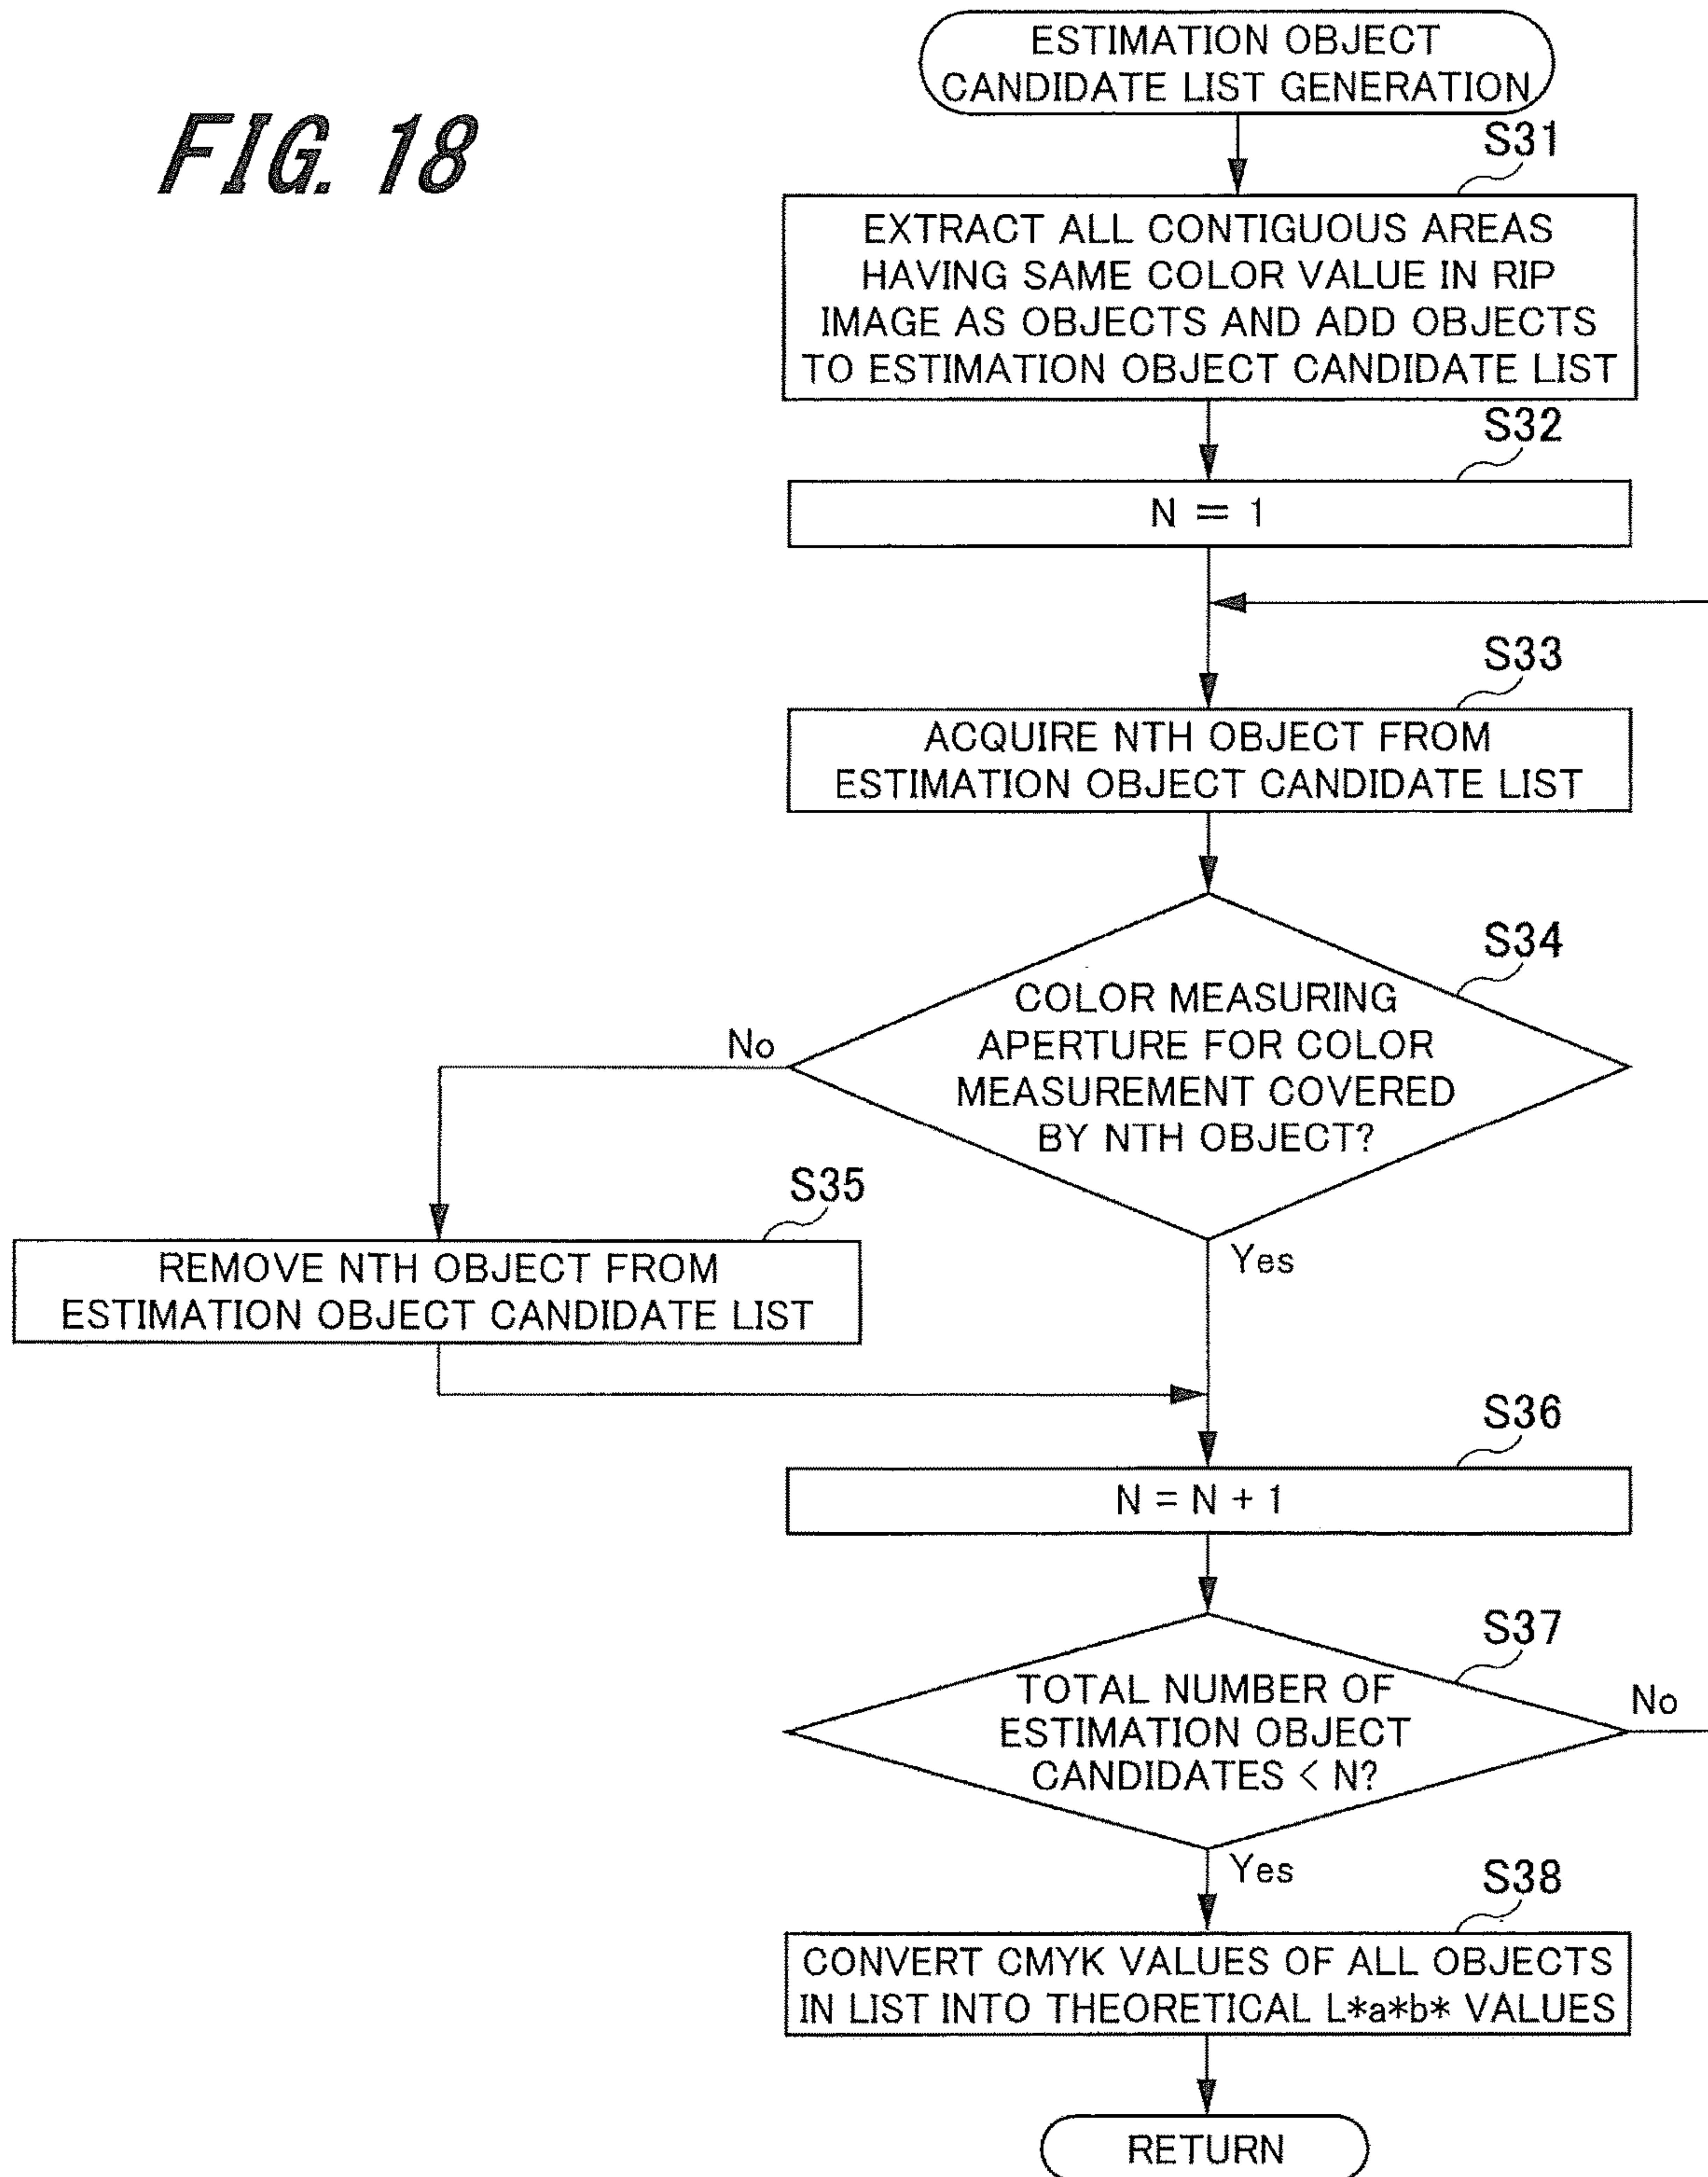 FIG. 18
ESTIMATION OBJECT
CANDIDATE LIST GENERATION
S31
EXTRACT ALL CONTIGUOUS AREAS
HAVING SAME COLOR VALUE IN RIP
IMAGE AS OBJECTS AND ADD OBJECTS
TO ESTIMATION OBJECT CANDIDATE LIST
S32
N = 1
S33
ACQUIRE NTH OBJECT FROM
ESTIMATION OBJECT CANDIDATE LIST
S34
COLOR MEASURING
APERTURE FOR COLOR
MEASUREMENT COVERED
BY NTH OBJECT?
No
Yes
S35
REMOVE NTH OBJECT FROM
ESTIMATION OBJECT CANDIDATE LIST
S36
N = N + 1
S37
TOTAL NUMBER OF
ESTIMATION OBJECT
CANDIDATES < N?
No
Yes
S38
CONVERT CMYK VALUES OF ALL OBJECTS
IN LIST INTO THEORETICAL L*a*b* VALUES
RETURN